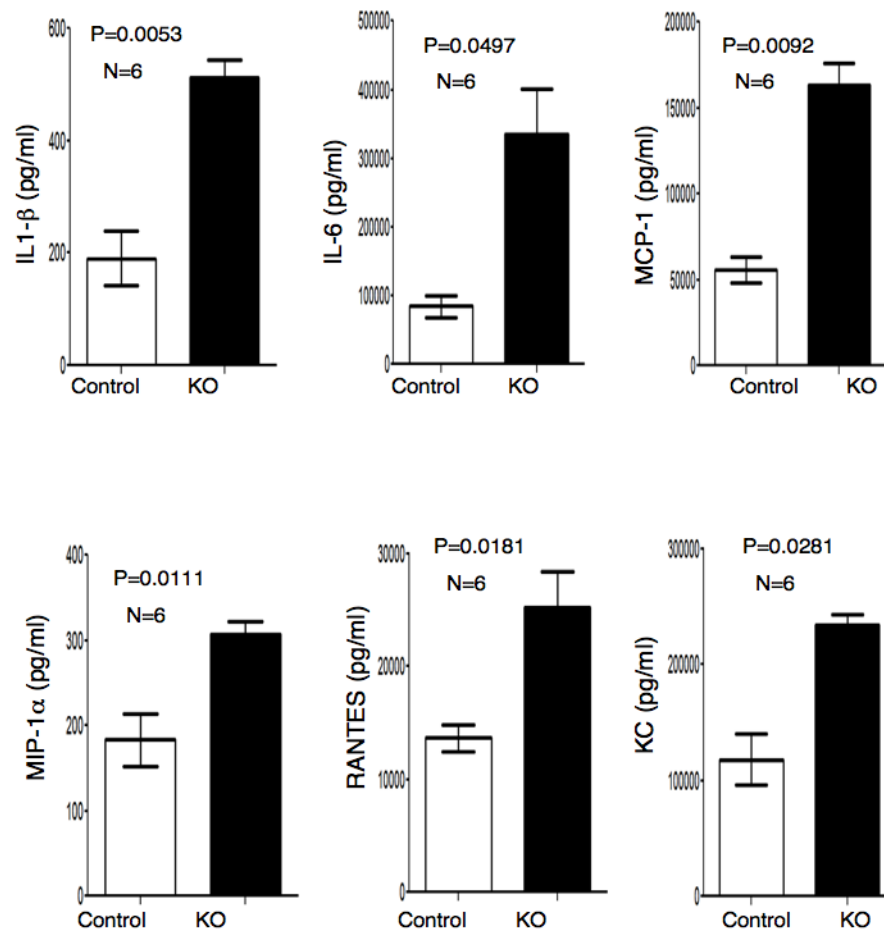 IL1-β (pg/ml)
600
400
200
0
P=0.0053
N=6
Control KO
IL-6 (pg/ml)
500000
400000
300000
200000
100000
0
P=0.0497
N=6
Control KO
MCP-1 (pg/ml)
200000
150000
100000
50000
0
P=0.0092
N=6
Control KO
MIP-1α (pg/ml)
400
300
200
100
0
P=0.0111
N=6
Control KO
RANTES (pg/ml)
30000
20000
10000
0
P=0.0181
N=6
Control KO
KC (pg/ml)
300000
200000
100000
0
P=0.0281
N=6
Control KO